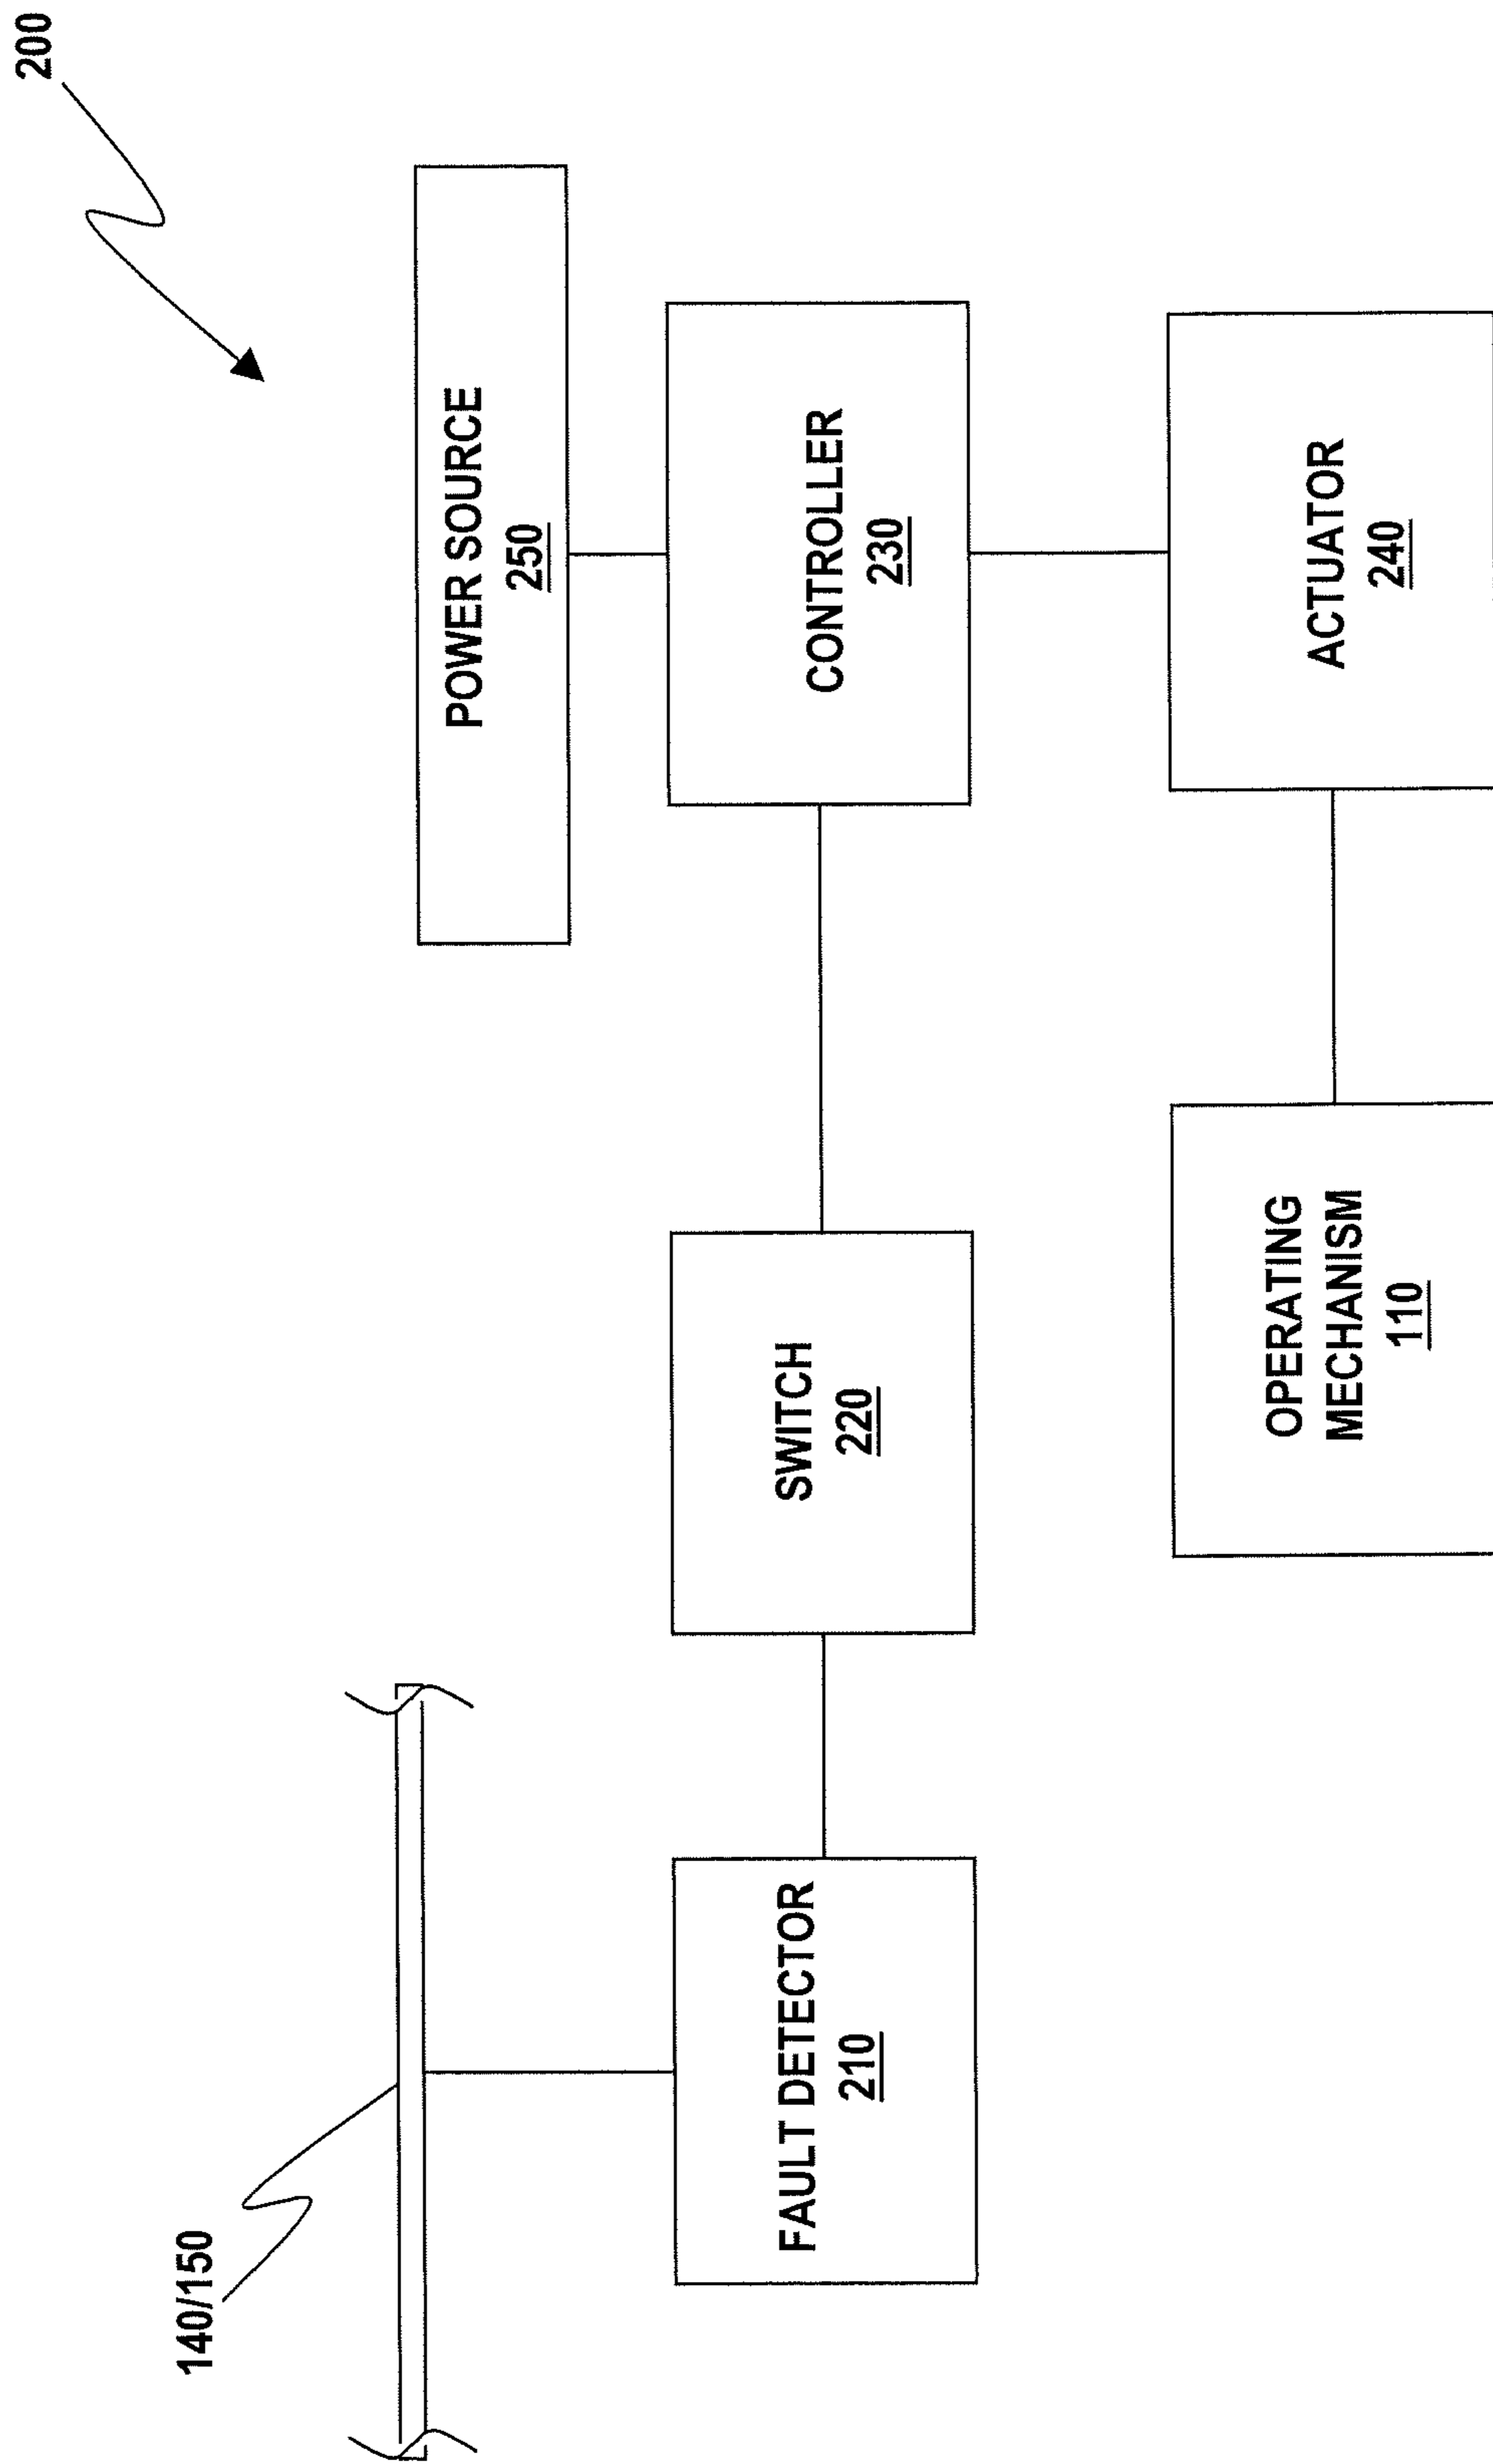 200
140/150
POWER SOURCE
250
FAULT DETECTOR
210
SWITCH
220
CONTROLLER
230
OPERATING
MECHANISM
110
ACTUATOR
240